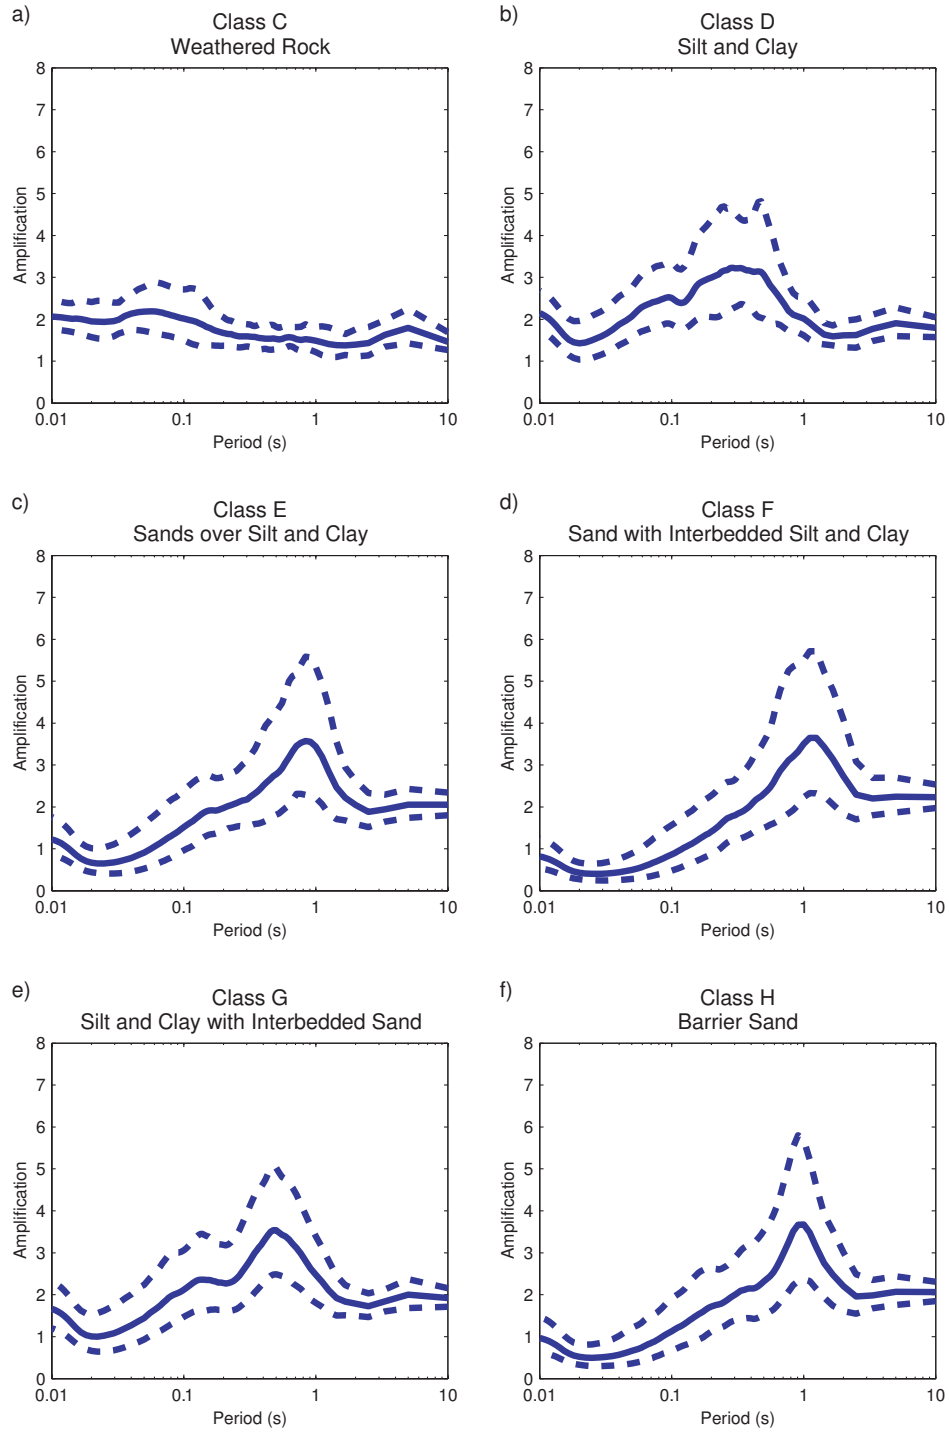 a)
Class C
Weathered Rock
8
7
6
5
4
3
2
1
0
Amplification
0.01
0.1
1
10
Period (s)
b)
Class D
Silt and Clay
8
7
6
5
4
3
2
1
0
Amplification
0.01
0.1
1
10
Period (s)
c)
Class E
Sands over Silt and Clay
8
7
6
5
4
3
2
1
0
Amplification
0.01
0.1
1
10
Period (s)
d)
Class F
Sand with Interbedded Silt and Clay
8
7
6
5
4
3
2
1
0
Amplification
0.01
0.1
1
10
Period (s)
e)
Class G
Silt and Clay with Interbedded Sand
8
7
6
5
4
3
2
1
0
Amplification
0.01
0.1
1
10
Period (s)
f)
Class H
Barrier Sand
8
7
6
5
4
3
2
1
0
Amplification
0.01
0.1
1
10
Period (s)